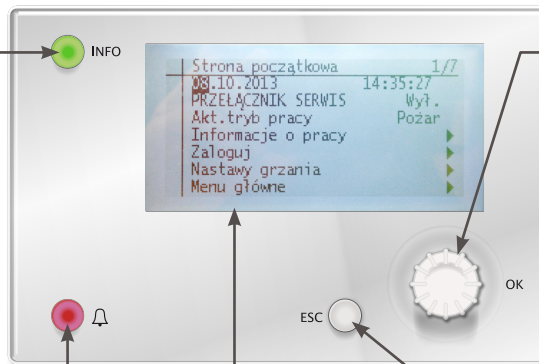 INFO
Strona początkowa 1/7
08.10.2013 14:35:27
PRZEŁĄCZNIK SERWIS Wył.
Akt.tryb pracy Pożar
Informacje o pracy
Zaloguj
Nastawy grzania
Menu główne
OK
ESC